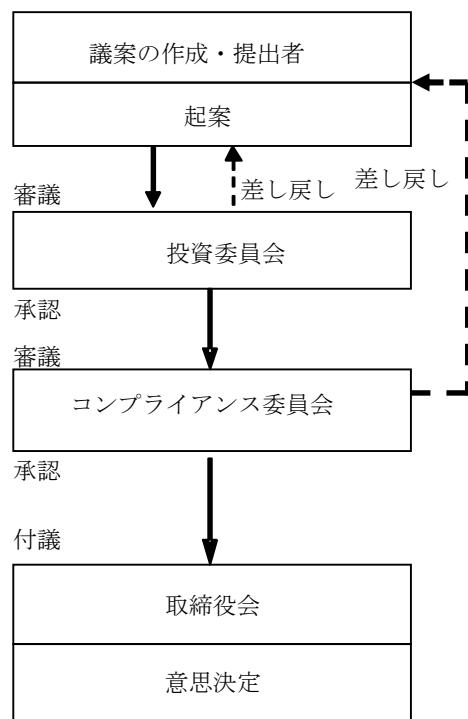 議案の作成・提出者
起案
差し戻し
差し戻し
審議
投資委員会
承認
審議
コンプライアンス委員会
承認
付議
取締役会
意思決定